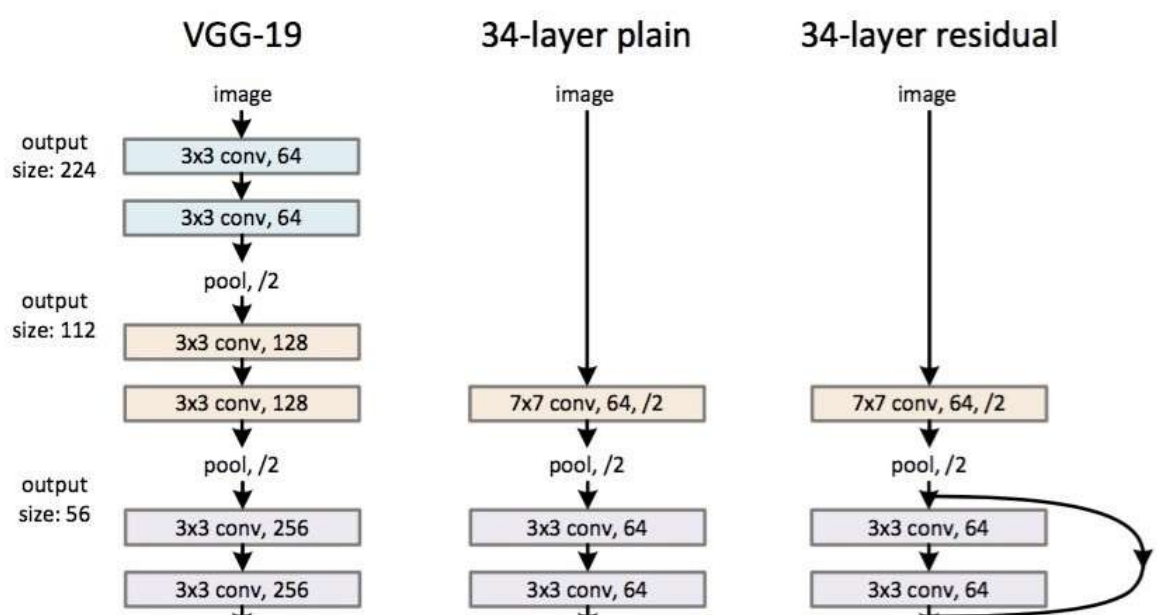 VGG-19
34-layer plain
34-layer residual
image
image
image
output
size: 224
3x3 conv, 64
3x3 conv, 64
pool, /2
output
size: 112
3x3 conv, 128
3x3 conv, 128
7x7 conv, 64, /2
7x7 conv, 64, /2
pool, /2
pool, /2
pool, /2
output
size: 56
3x3 conv, 256
3x3 conv, 64
3x3 conv, 64
3x3 conv, 256
3x3 conv, 64
3x3 conv, 64